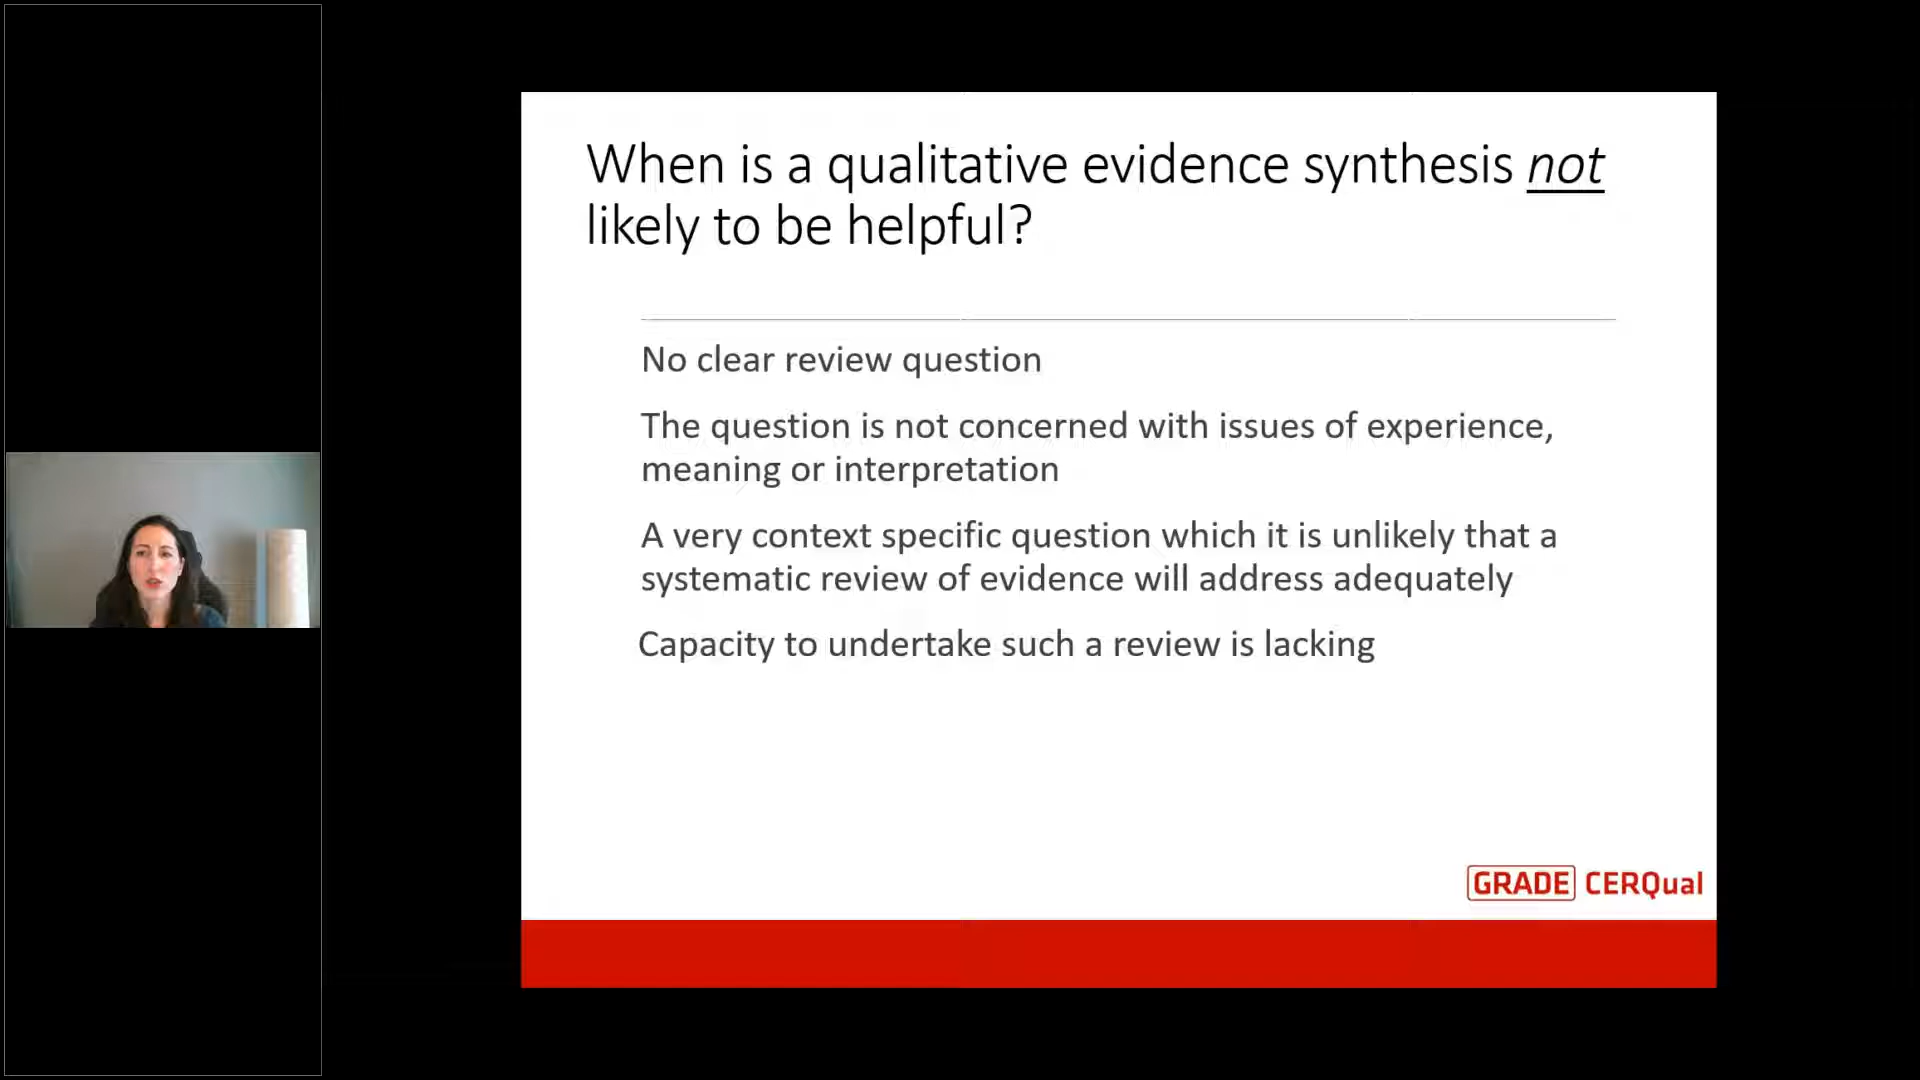 When is a qualitative evidence synthesis not
likely to be helpful?
No clear review question
The question is not concerned with issues of experience,
meaning or interpretation
A very context specific question which it is unlikely that a
systematic review of evidence will address adequately
Capacity to undertake such a review is lacking
GRADE CERQual